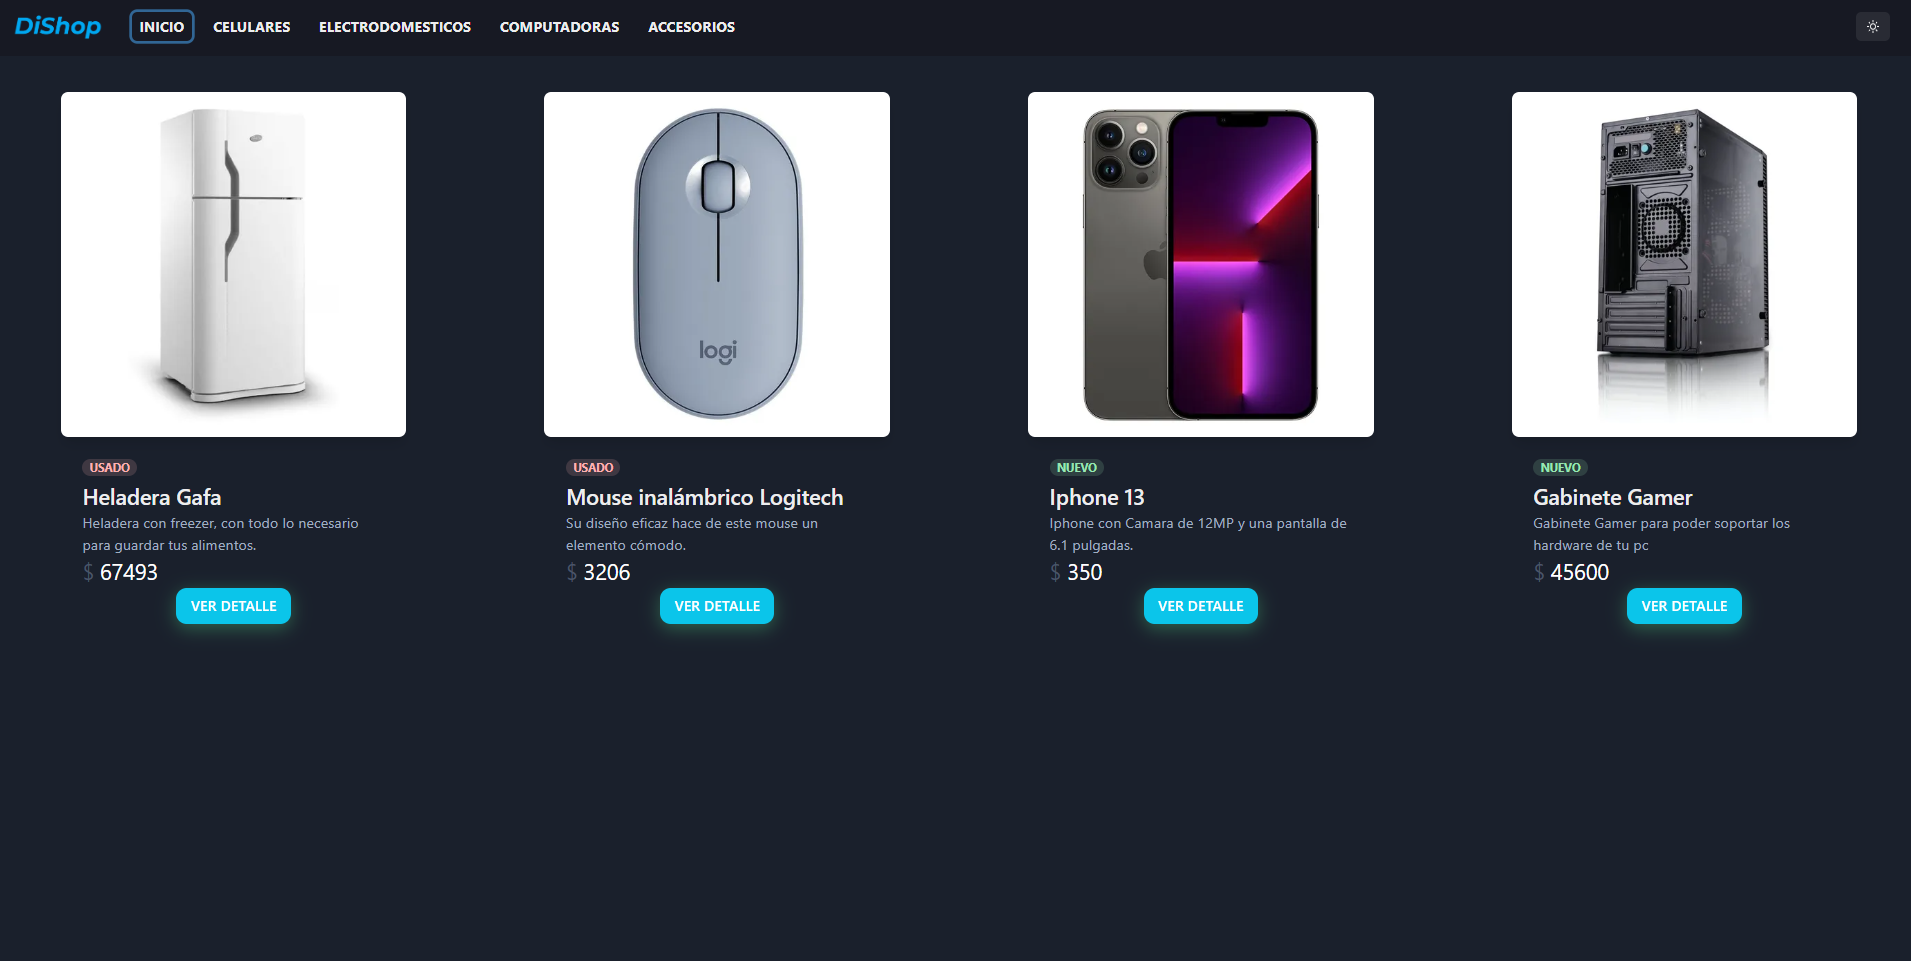 DiShop INICIO CELULARES ELECTRODOMESTICOS COMPUTADORAS ACCESORIOS
logi
USADO
Heladera Gafa
Heladera con freezer, con todo lo necesario
para guardar tus alimentos.
$ 67493
VER DETALLE
USADO
Mouse inalámbrico Logitech
Su diseño eficaz hace de este mouse un
elemento cómodo.
$ 3206
VER DETALLE
NUEVO
Iphone 13
Iphone con Camara de 12MP y una pantalla de
6.1 pulgadas.
$ 350
VER DETALLE
NUEVO
Gabinete Gamer
Gabinete Gamer para poder soportar los
hardware de tu pc
$ 45600
VER DETALLE